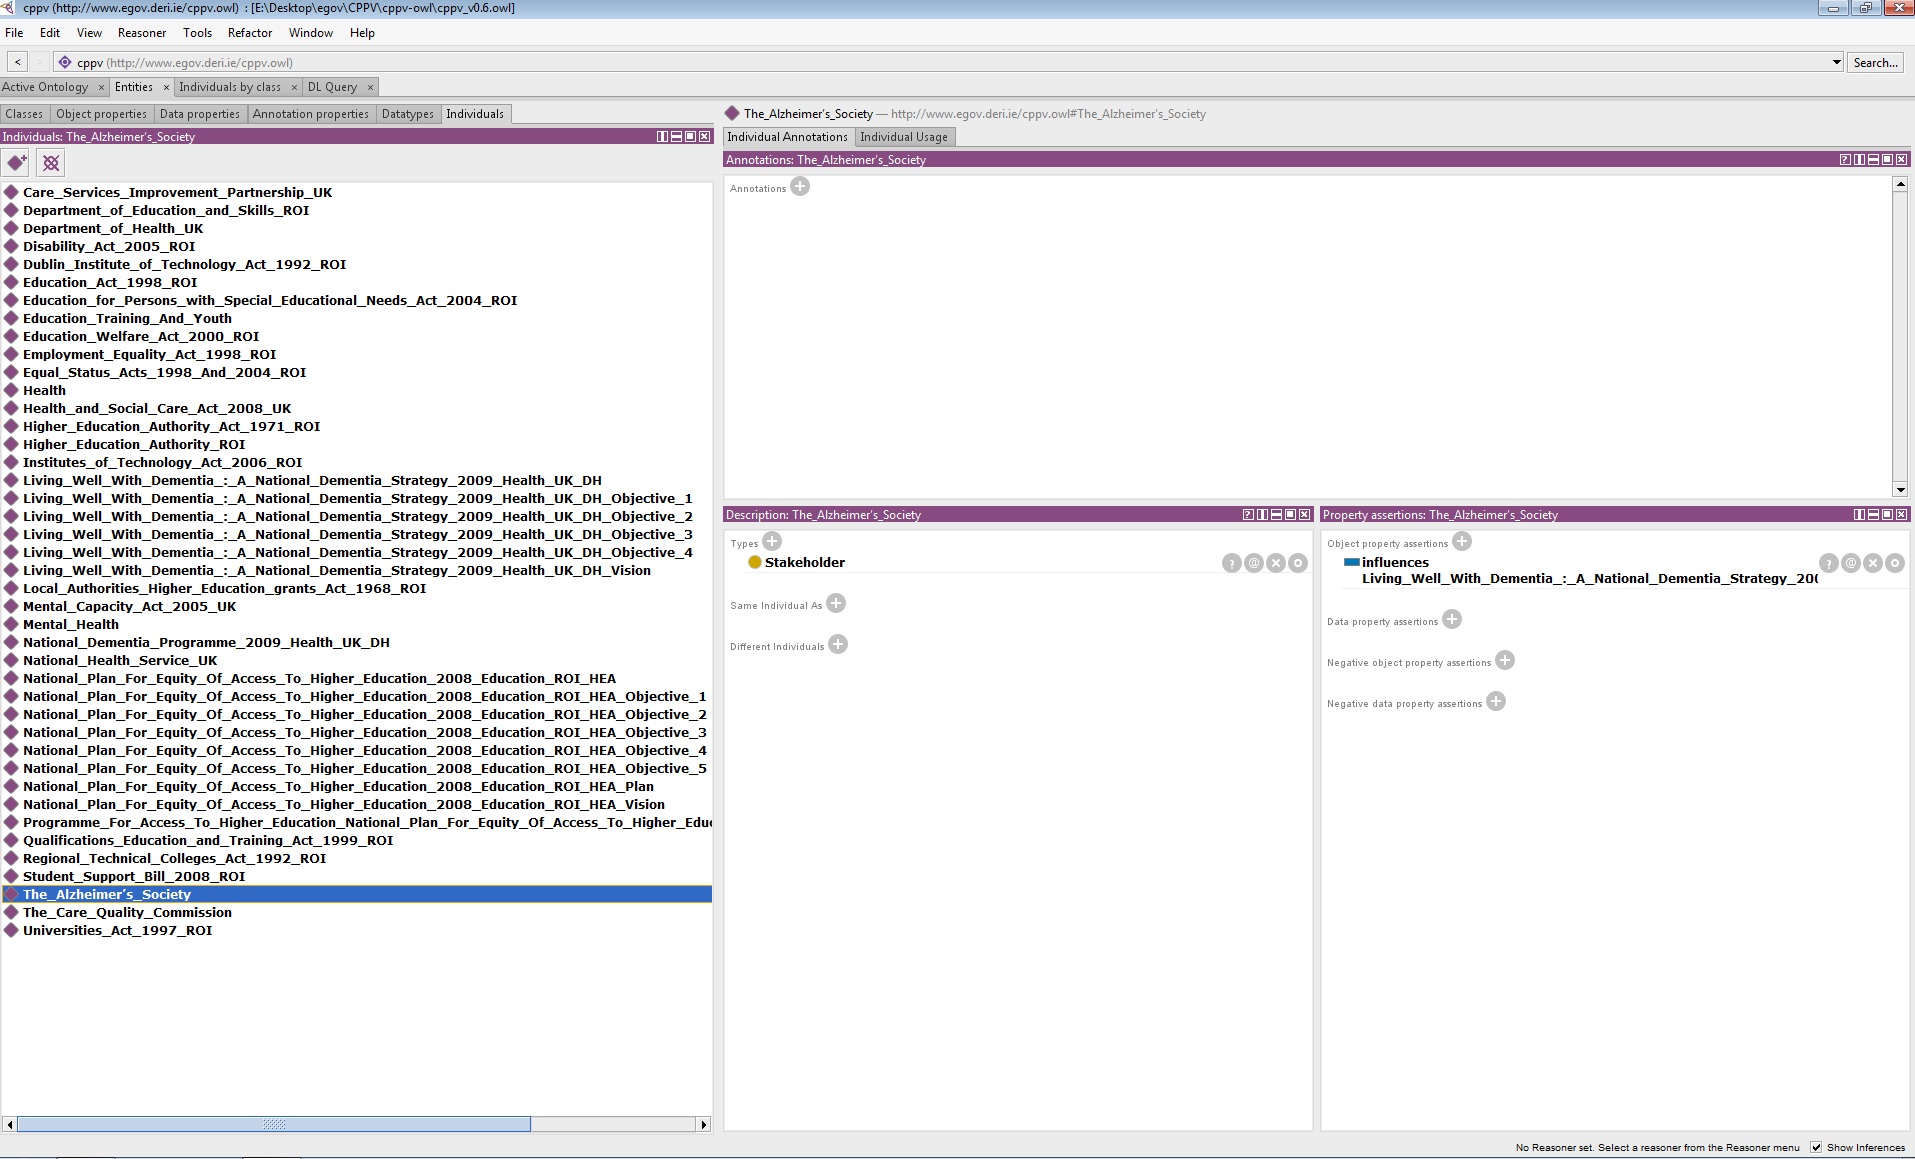 cppv (http://www.egov.deri.ie/cppv.owl) : [E:\Desktop\egov\CPPV\cppv-owl\cppv_v0.6.owl]
File Edit View Reasoner Tools Refactor Window Help
< > cppv (http://www.egov.deri.ie/cppv.owl) Search...
Active Ontology × Entities × Individuals by class × DL Query ×
Classes Object properties Data properties Annotation properties Datatypes Individuals
Individuals: The_Alzheimer's_Society
Care_Services_Improvement_Partnership_UK
Department_of_Education_and_Skills_ROI
Department_of_Health_UK
Disability_Act_2005_ROI
Dublin_Institute_of_Technology_Act_1992_ROI
Education_Act_1998_ROI
Education_for_Persons_with_Special_Educational_Needs_Act_2004_ROI
Education_Training_And_Youth
Education_Welfare_Act_2000_ROI
Employment_Equality_Act_1998_ROI
Equal_Status_Acts_1998_And_2004_ROI
Health
Health_and_Social_Care_Act_2008_UK
Higher_Education_Authority_Act_1971_ROI
Higher_Education_Authority_ROI
Institutes_of_Technology_Act_2006_ROI
Living_Well_With_Dementia_:_A_National_Dementia_Strategy_2009_Health_UK_DH
Living_Well_With_Dementia_:_A_National_Dementia_Strategy_2009_Health_UK_DH_Objective_1
Living_Well_With_Dementia_:_A_National_Dementia_Strategy_2009_Health_UK_DH_Objective_2
Living_Well_With_Dementia_:_A_National_Dementia_Strategy_2009_Health_UK_DH_Objective_3
Living_Well_With_Dementia_:_A_National_Dementia_Strategy_2009_Health_UK_DH_Objective_4
Living_Well_With_Dementia_:_A_National_Dementia_Strategy_2009_Health_UK_DH_Vision
Local_Authorities_Higher_Education_grants_Act_1968_ROI
Mental_Capacity_Act_2005_UK
Mental_Health
National_Dementia_Programme_2009_Health_UK_DH
National_Health_Service_UK
National_Plan_For_Equity_Of_Access_To_Higher_Education_2008_Education_ROI_HEA
National_Plan_For_Equity_Of_Access_To_Higher_Education_2008_Education_ROI_HEA_Objective_1
National_Plan_For_Equity_Of_Access_To_Higher_Education_2008_Education_ROI_HEA_Objective_2
National_Plan_For_Equity_Of_Access_To_Higher_Education_2008_Education_ROI_HEA_Objective_3
National_Plan_For_Equity_Of_Access_To_Higher_Education_2008_Education_ROI_HEA_Objective_4
National_Plan_For_Equity_Of_Access_To_Higher_Education_2008_Education_ROI_HEA_Objective_5
National_Plan_For_Equity_Of_Access_To_Higher_Education_2008_Education_ROI_HEA_Plan
National_Plan_For_Equity_Of_Access_To_Higher_Education_2008_Education_ROI_HEA_Vision
Programme_For_Access_To_Higher_Education_National_Plan_For_Equity_Of_Access_To_Higher_Educ
Qualifications_Education_and_Training_Act_1999_ROI
Regional_Technical_Colleges_Act_1992_ROI
Student_Support_Bill_2008_ROI
The_Alzheimer's_Society
The_Care_Quality_Commission
Universities_Act_1997_ROI
The_Alzheimer's_Society — http://www.egov.deri.ie/cppv.owl#The_Alzheimer's_Society
Individual Annotations Individual Usage
Annotations: The_Alzheimer's_Society
Annotations
Description: The_Alzheimer's_Society
Types
Stakeholder
Same Individual As
Different Individuals
Property assertions: The_Alzheimer's_Society
Object property assertions
influences
Living_Well_With_Dementia_:_A_National_Dementia_Strategy_200
Data property assertions
Negative object property assertions
Negative data property assertions
No Reasoner set. Select a reasoner from the Reasoner menu Show Inferences